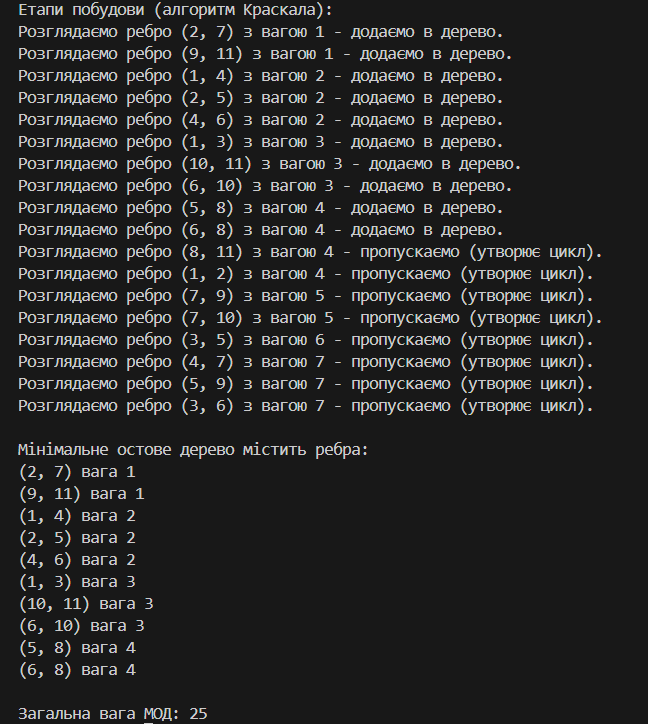 Етапи побудови (алгоритм Краскала):
Розглядаємо ребро (2, 7) з вагою 1 - додаємо в дерево.
Розглядаємо ребро (9, 11) з вагою 1 - додаємо в дерево.
Розглядаємо ребро (1, 4) з вагою 2 - додаємо в дерево.
Розглядаємо ребро (2, 5) з вагою 2 - додаємо в дерево.
Розглядаємо ребро (4, 6) з вагою 2 - додаємо в дерево.
Розглядаємо ребро (1, 3) з вагою 3 - додаємо в дерево.
Розглядаємо ребро (10, 11) з вагою 3 - додаємо в дерево.
Розглядаємо ребро (6, 10) з вагою 3 - додаємо в дерево.
Розглядаємо ребро (5, 8) з вагою 4 - додаємо в дерево.
Розглядаємо ребро (6, 8) з вагою 4 - додаємо в дерево.
Розглядаємо ребро (8, 11) з вагою 4 - пропускаємо (утворює цикл).
Розглядаємо ребро (1, 2) з вагою 4 - пропускаємо (утворює цикл).
Розглядаємо ребро (7, 9) з вагою 5 - пропускаємо (утворює цикл).
Розглядаємо ребро (7, 10) з вагою 5 - пропускаємо (утворює цикл).
Розглядаємо ребро (3, 5) з вагою 6 - пропускаємо (утворює цикл).
Розглядаємо ребро (4, 7) з вагою 7 - пропускаємо (утворює цикл).
Розглядаємо ребро (5, 9) з вагою 7 - пропускаємо (утворює цикл).
Розглядаємо ребро (3, 6) з вагою 7 - пропускаємо (утворює цикл).
Мінімальне остове дерево містить ребра:
(2, 7) вага 1
(9, 11) вага 1
(1, 4) вага 2
(2, 5) вага 2
(4, 6) вага 2
(1, 3) вага 3
(10, 11) вага 3
(6, 10) вага 3
(5, 8) вага 4
(6, 8) вага 4
Загальна вага МОД: 25